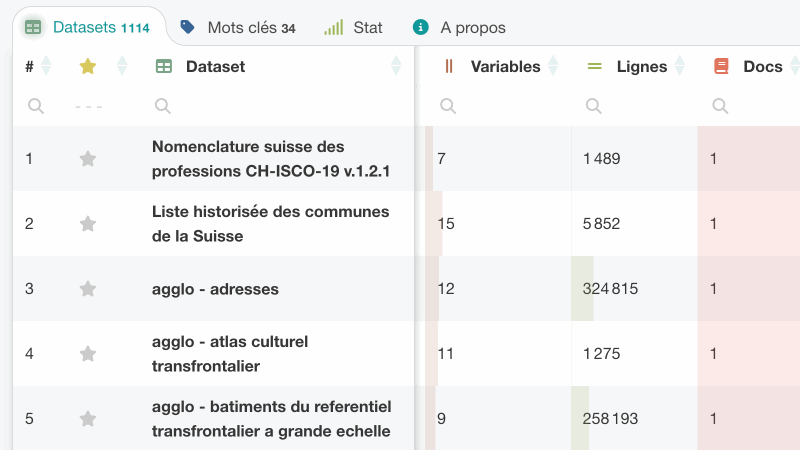 Datasets 1114 Mots clés 34 Stat A propos
# Dataset Variables Lignes Docs
- - -
1 Nomenclature suisse des professions CH-ISCO-19 v.1.2.1 7 1 489 1
2 Liste historisée des communes de la Suisse 15 5 852 1
3 agglo - adresses 12 324 815 1
4 agglo - atlas culturel transfrontalier 11 1 275 1
5 agglo - batiments du referentiel transfrontalier a grande echelle 9 258 193 1